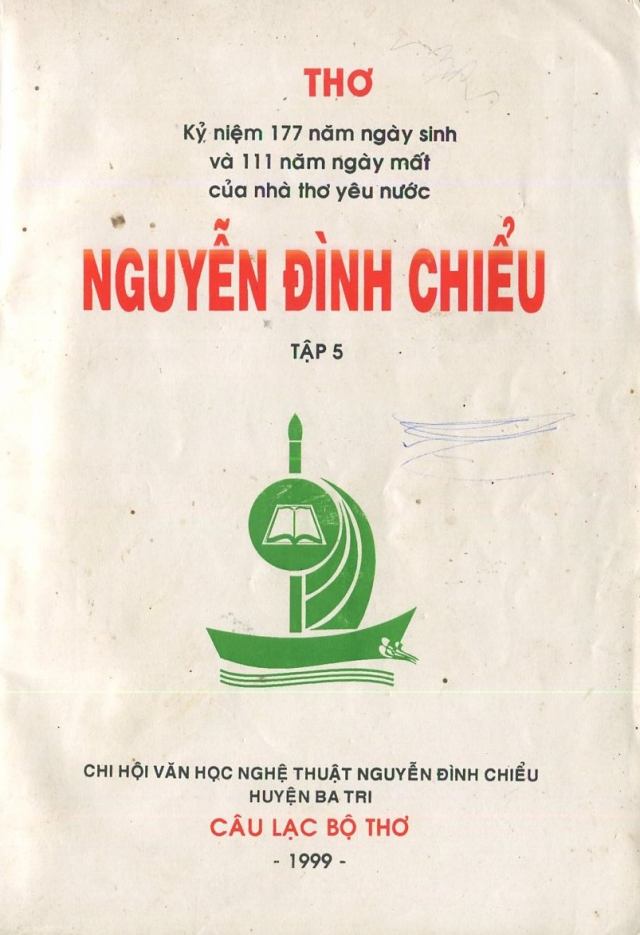 THƠ
Kỷ niệm 177 năm ngày sinh
và 111 năm ngày mất
của nhà thơ yêu nước
NGUYỄN ĐÌNH CHIỂU
TẬP 5
CHI HỘI VĂN HỌC NGHỆ THUẬT NGUYỄN ĐÌNH CHIỂU
HUYỆN BA TRI
CÂU LẠC BỘ THƠ
- 1999 -